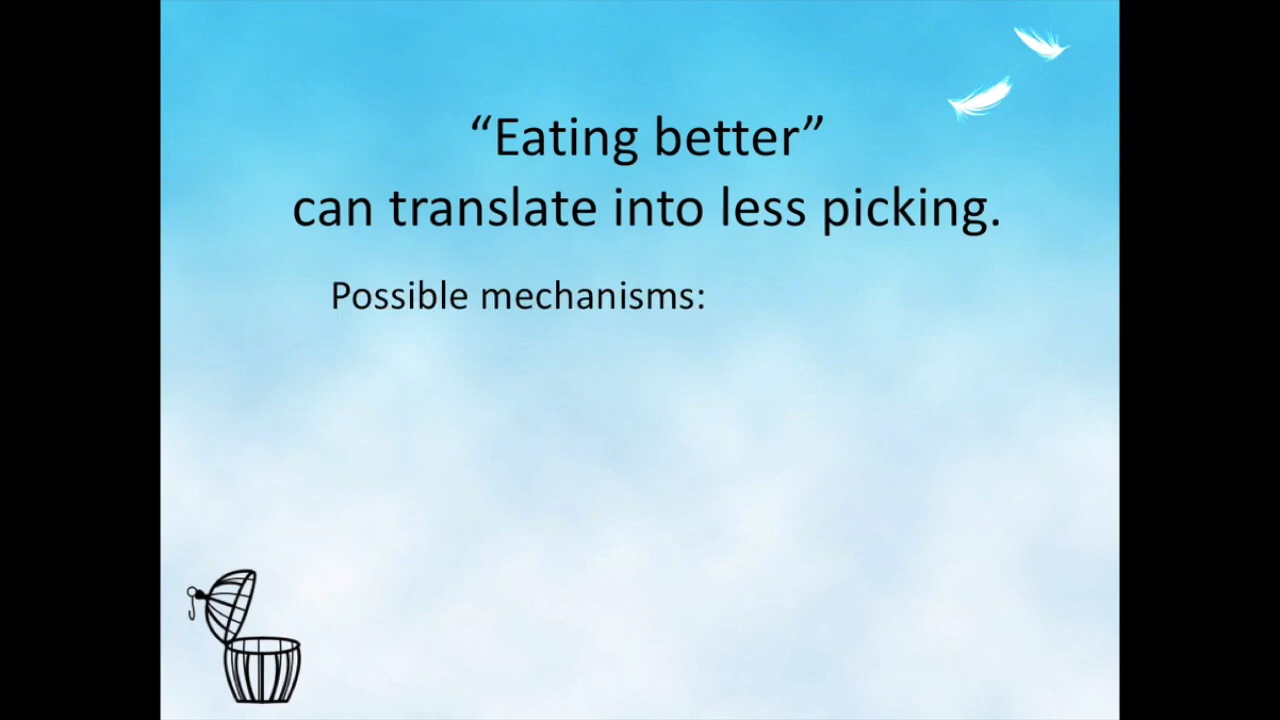 “Eating better”
can translate into less picking.
Possible mechanisms: